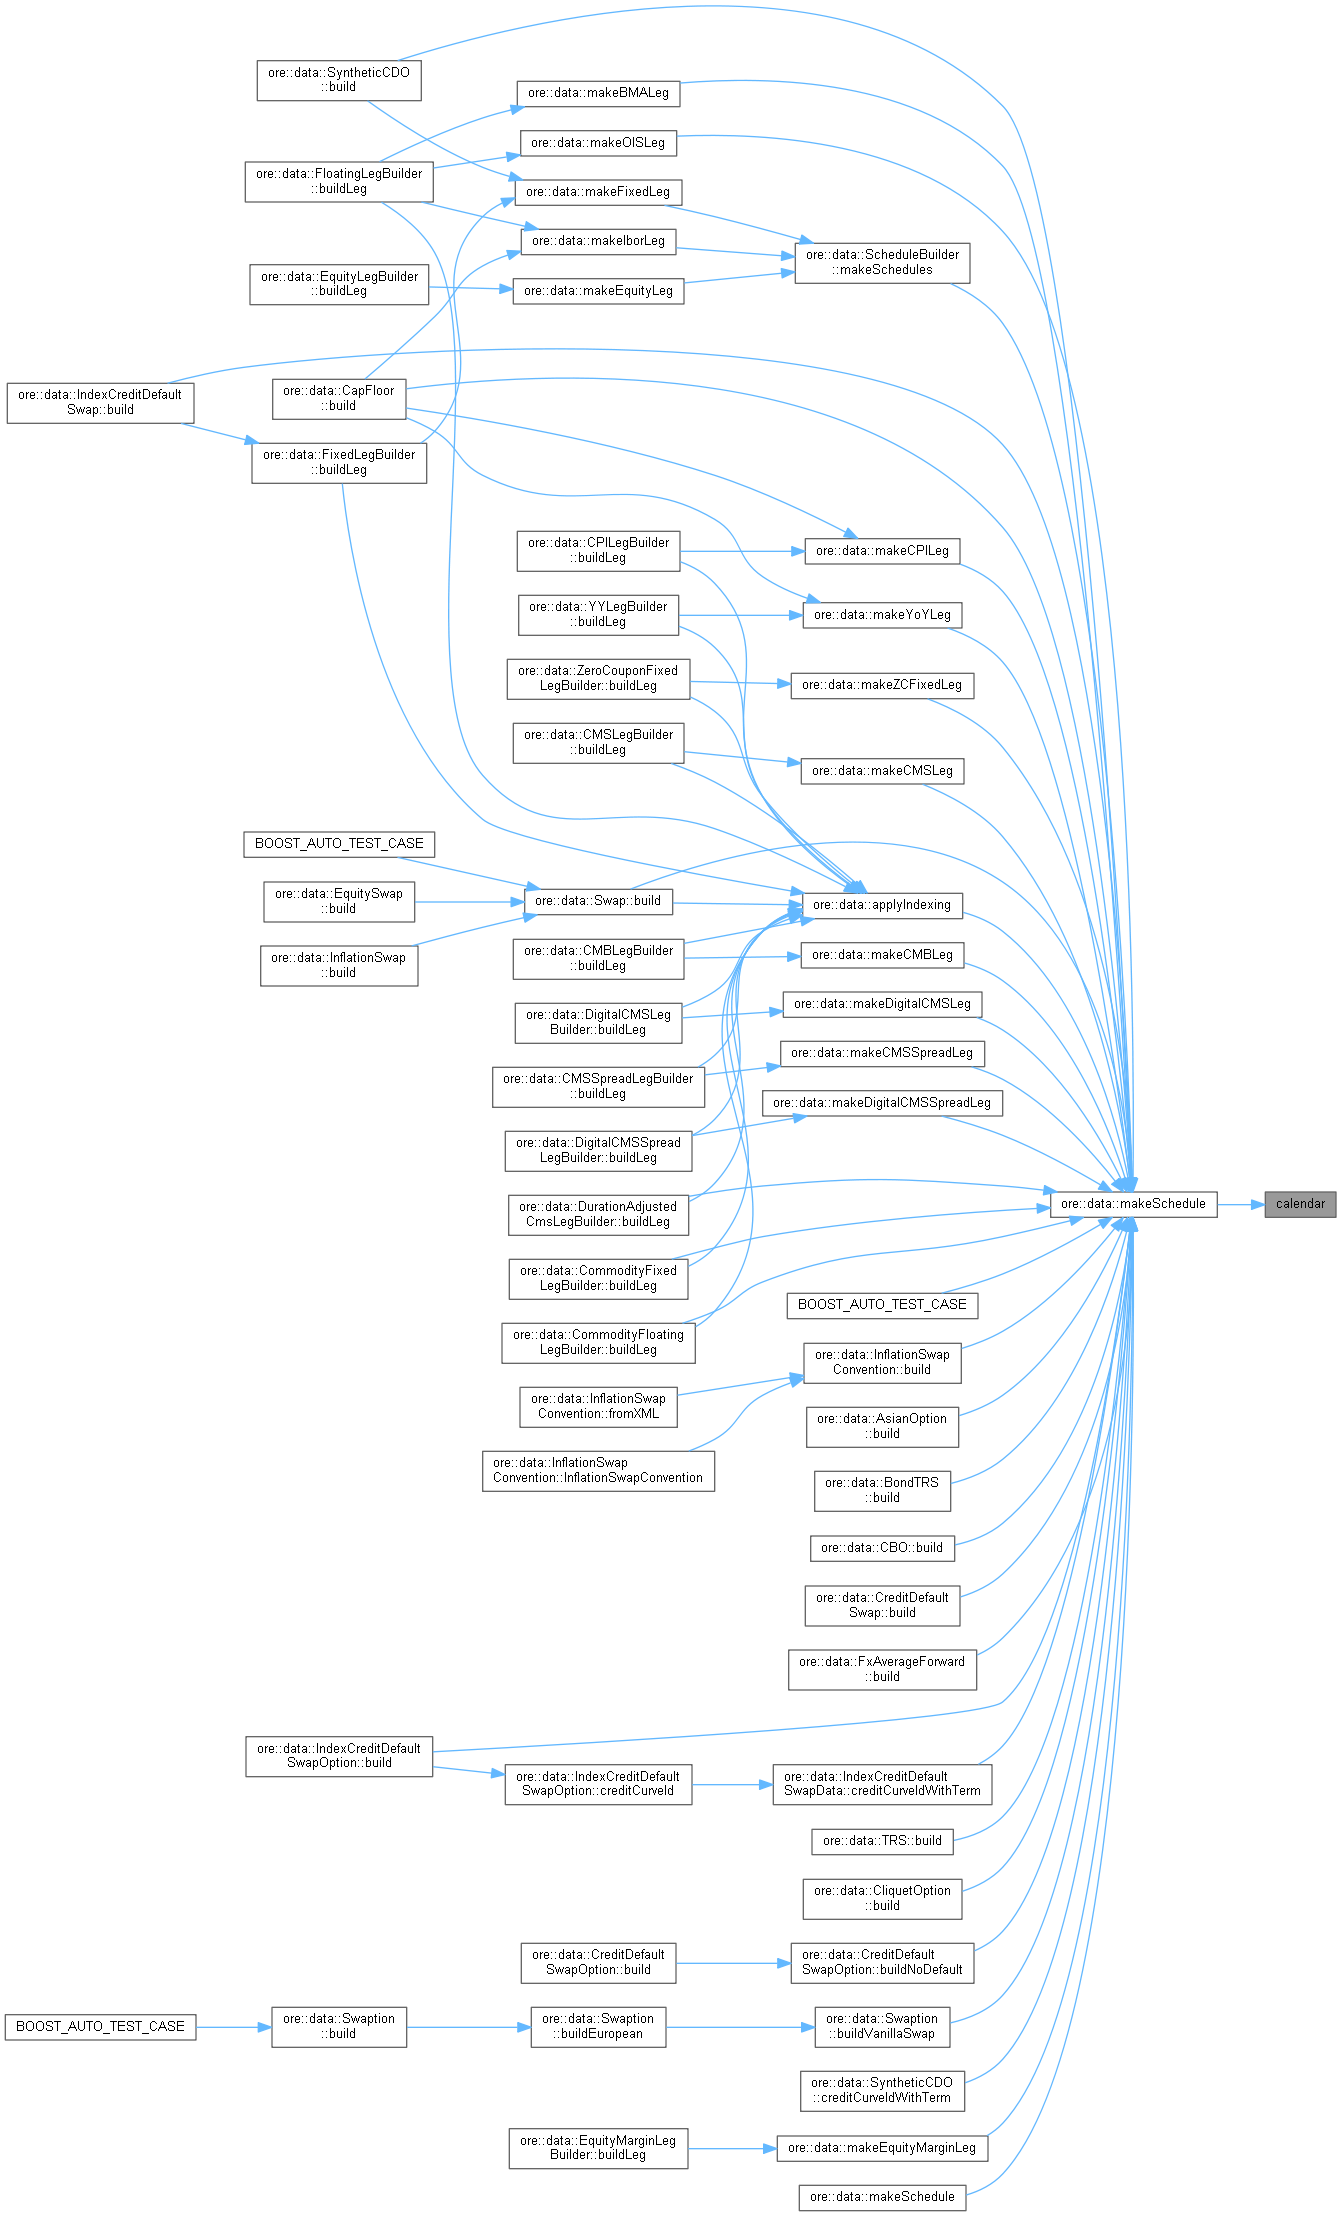 ore::data::SyntheticCDO
::build
ore::data::makeBMALeg
ore::data::makeOISLeg
ore::data::FloatingLegBuilder
::buildLeg
ore::data::makeFixedLeg
ore::data::makeIborLeg
ore::data::ScheduleBuilder
::makeSchedules
ore::data::EquityLegBuilder
::buildLeg
ore::data::makeEquityLeg
ore::data::IndexCreditDefault
Swap::build
ore::data::CapFloor
::build
ore::data::FixedLegBuilder
::buildLeg
ore::data::CPILegBuilder
::buildLeg
ore::data::makeCPILeg
ore::data::YYLegBuilder
::buildLeg
ore::data::makeYoYLeg
ore::data::ZeroCouponFixed
LegBuilder::buildLeg
ore::data::makeZCFixedLeg
ore::data::CMSLegBuilder
::buildLeg
ore::data::makeCMSLeg
BOOST_AUTO_TEST_CASE
ore::data::EquitySwap
::build
ore::data::Swap::build
ore::data::applyIndexing
ore::data::InflationSwap
::build
ore::data::CMBLegBuilder
::buildLeg
ore::data::makeCMBLeg
ore::data::DigitalCMSLeg
Builder::buildLeg
ore::data::makeDigitalCMSLeg
ore::data::CMSSpreadLegBuilder
::buildLeg
ore::data::makeCMSSpreadLeg
ore::data::makeDigitalCMSSpreadLeg
ore::data::DigitalCMSSpread
LegBuilder::buildLeg
ore::data::DurationAdjusted
CmsLegBuilder::buildLeg
ore::data::makeSchedule
calendar
ore::data::CommodityFixed
LegBuilder::buildLeg
BOOST_AUTO_TEST_CASE
ore::data::CommodityFloating
LegBuilder::buildLeg
ore::data::InflationSwap
Convention::build
ore::data::InflationSwap
Convention::fromXML
ore::data::AsianOption
::build
ore::data::InflationSwap
Convention::InflationSwapConvention
ore::data::BondTRS
::build
ore::data::CBO::build
ore::data::CreditDefault
Swap::build
ore::data::FxAverageForward
::build
ore::data::IndexCreditDefault
SwapOption::build
ore::data::IndexCreditDefault
SwapOption::creditCurveId
ore::data::IndexCreditDefault
SwapData::creditCurveIdWithTerm
ore::data::TRS::build
ore::data::CliquetOption
::build
ore::data::CreditDefault
SwapOption::build
ore::data::CreditDefault
SwapOption::buildNoDefault
BOOST_AUTO_TEST_CASE
ore::data::Swaption
::build
ore::data::Swaption
::buildEuropean
ore::data::Swaption
::buildVanillaSwap
ore::data::SyntheticCDO
::creditCurveIdWithTerm
ore::data::EquityMarginLeg
Builder::buildLeg
ore::data::makeEquityMarginLeg
ore::data::makeSchedule